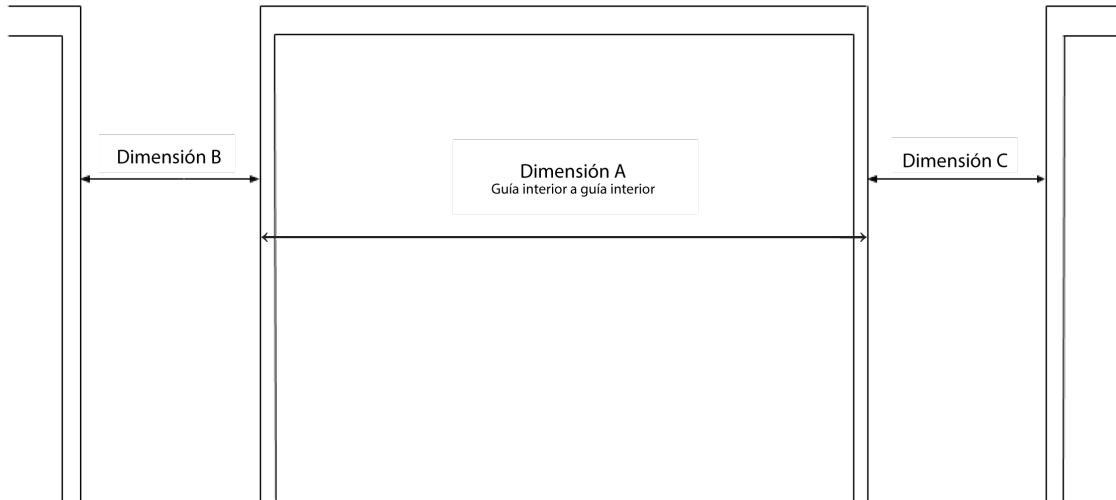 Dimensión B
Dimensión A
Guía interior a guía interior
Dimensión C